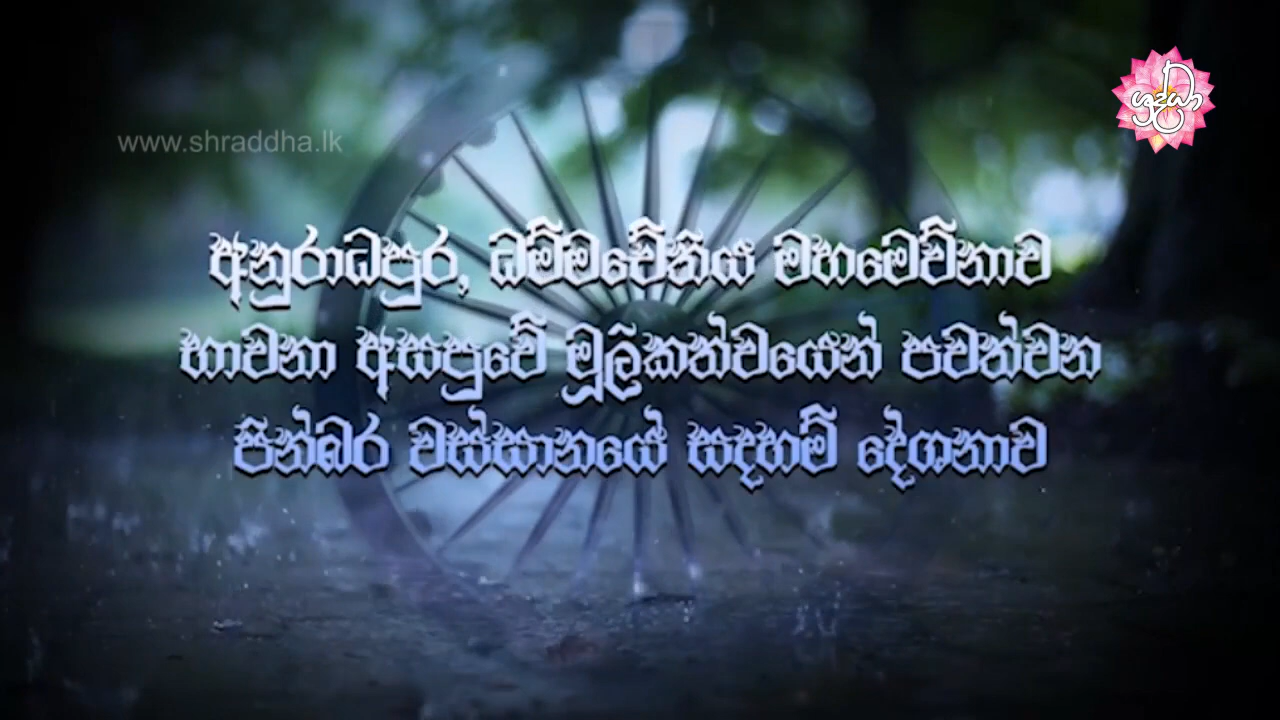 www.shraddha.lk
ශ්‍රද්ධා
අනුරාධපුර, ධම්මචේතිය මහමෙව්නාව
භාවනා අසපුවේ මූලිකත්වයෙන් පවත්වන
පින්බර වස්සානයේ සදහම් දේශනාව